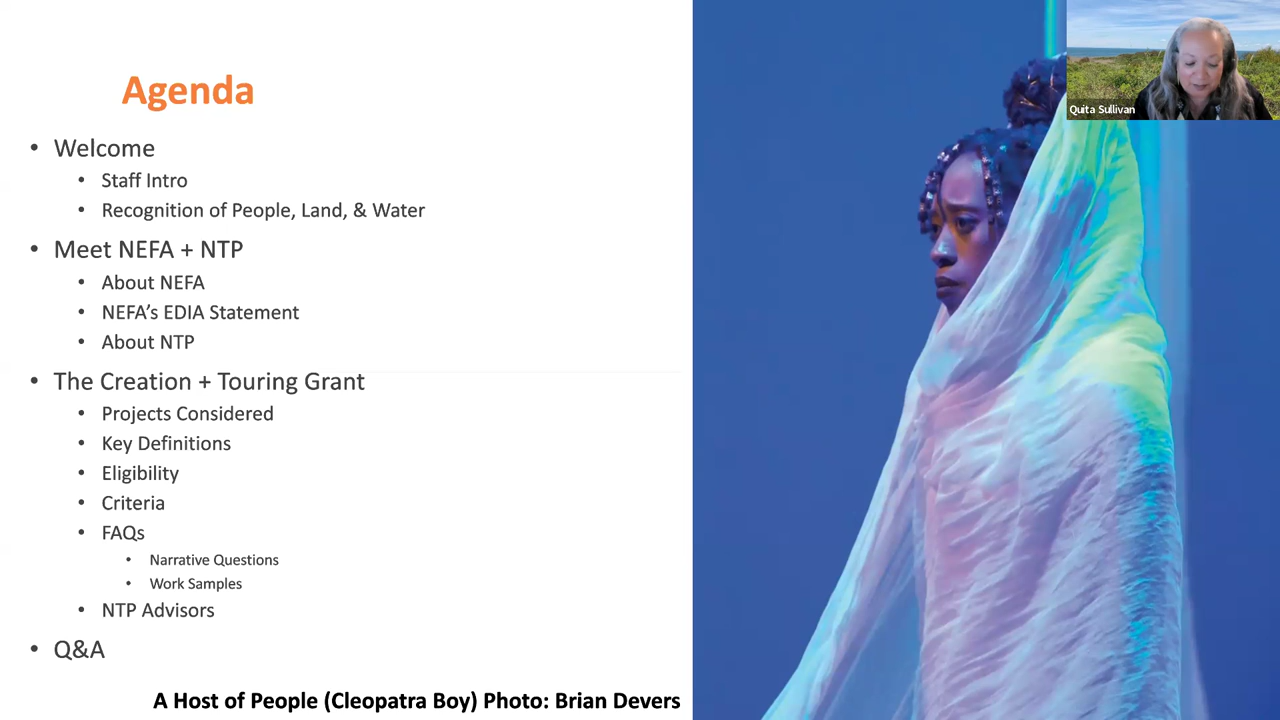 Agenda
• Welcome
• Staff Intro
• Recognition of People, Land, & Water
• Meet NEFA + NTP
• About NEFA
• NEFA’s EDIA Statement
• About NTP
• The Creation + Touring Grant
• Projects Considered
• Key Definitions
• Eligibility
• Criteria
• FAQs
• Narrative Questions
• Work Samples
• NTP Advisors
• Q&A
A Host of People (Cleopatra Boy) Photo: Brian Devers
Quita Sullivan